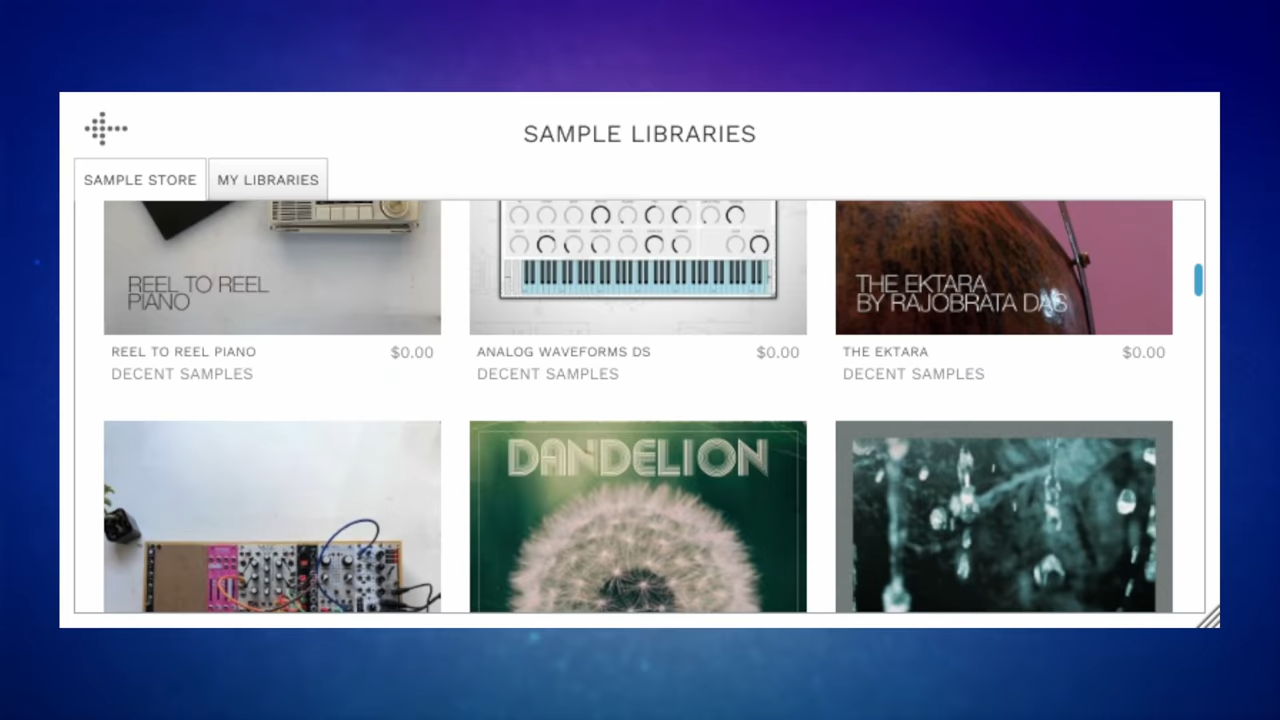 SAMPLE LIBRARIES
SAMPLE STORE
MY LIBRARIES
REEL TO REEL
PIANO
THE EKTARA
BY RAJOBRATA DAS
REEL TO REEL PIANO
$0.00
DECENT SAMPLES
ANALOG WAVEFORMS DS
$0.00
DECENT SAMPLES
THE EKTARA
$0.00
DECENT SAMPLES
DANDELION